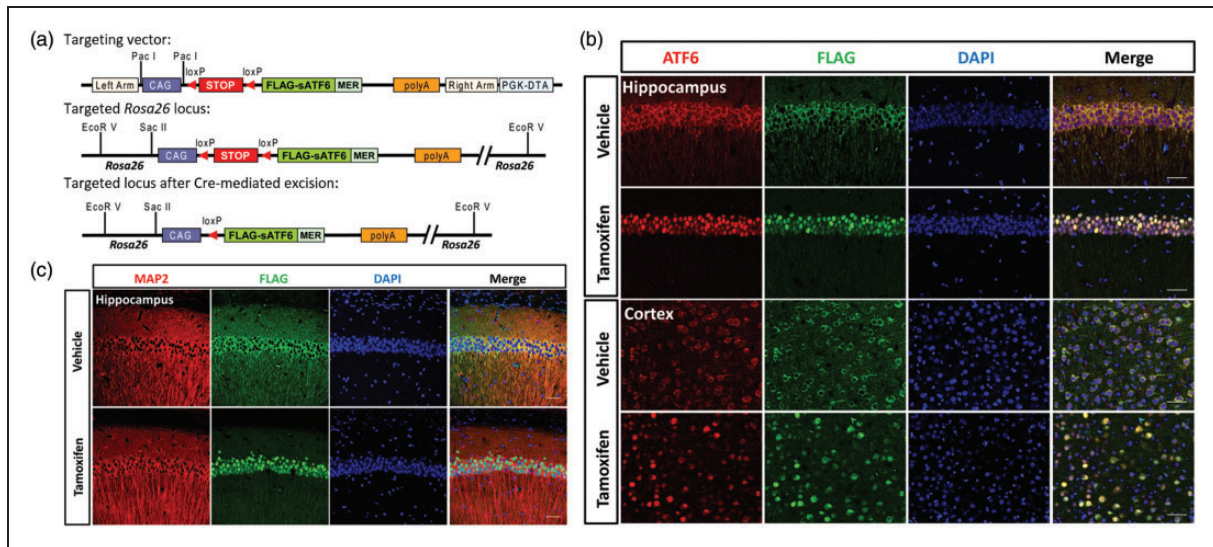 (a) Targeting vector:
Pac I Pac I
loxP loxP
Left Arm CAG STOP FLAG-sATF6 MER polyA Right Arm PGK-DTA
Targeted Rosa26 locus:
EcoR V Sac II EcoR V
loxP loxP
CAG STOP FLAG-sATF6 MER polyA
Rosa26 Rosa26
Targeted locus after Cre-mediated excision:
EcoR V Sac II EcoR V
loxP
CAG FLAG-sATF6 MER polyA
Rosa26 Rosa26
(b)
ATF6 FLAG DAPI Merge
Hippocampus
Vehicle
Tamoxifen
Cortex
Vehicle
Tamoxifen
(c)
MAP2 FLAG DAPI Merge
Hippocampus
Vehicle
Tamoxifen